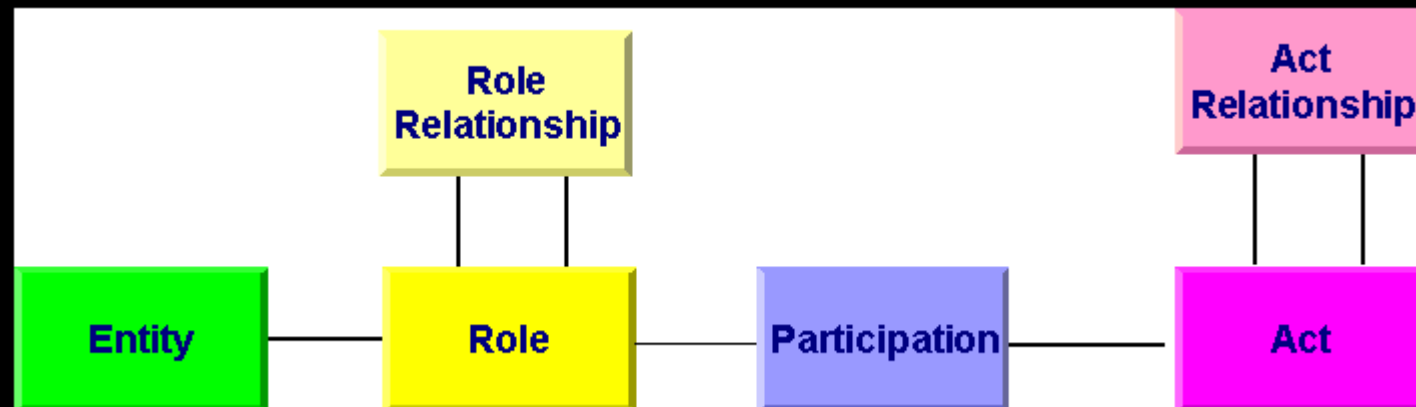 Role
Relationship
Act
Relationship
Entity
Role
Participation
Act